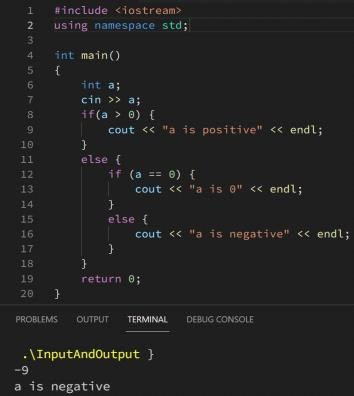 1 #include <iostream>
2 using namespace std;
3
4 int main()
5 {
6 int a;
7 cin >> a;
8 if(a > 0) {
9 cout << "a is positive" << endl;
10 }
11 else {
12 if (a == 0) {
13 cout << "a is 0" << endl;
14 }
15 else {
16 cout << "a is negative" << endl;
17 }
18 }
19 return 0;
20 }
PROBLEMS OUTPUT TERMINAL DEBUG CONSOLE
.\InputAndOutput }
-9
a is negative